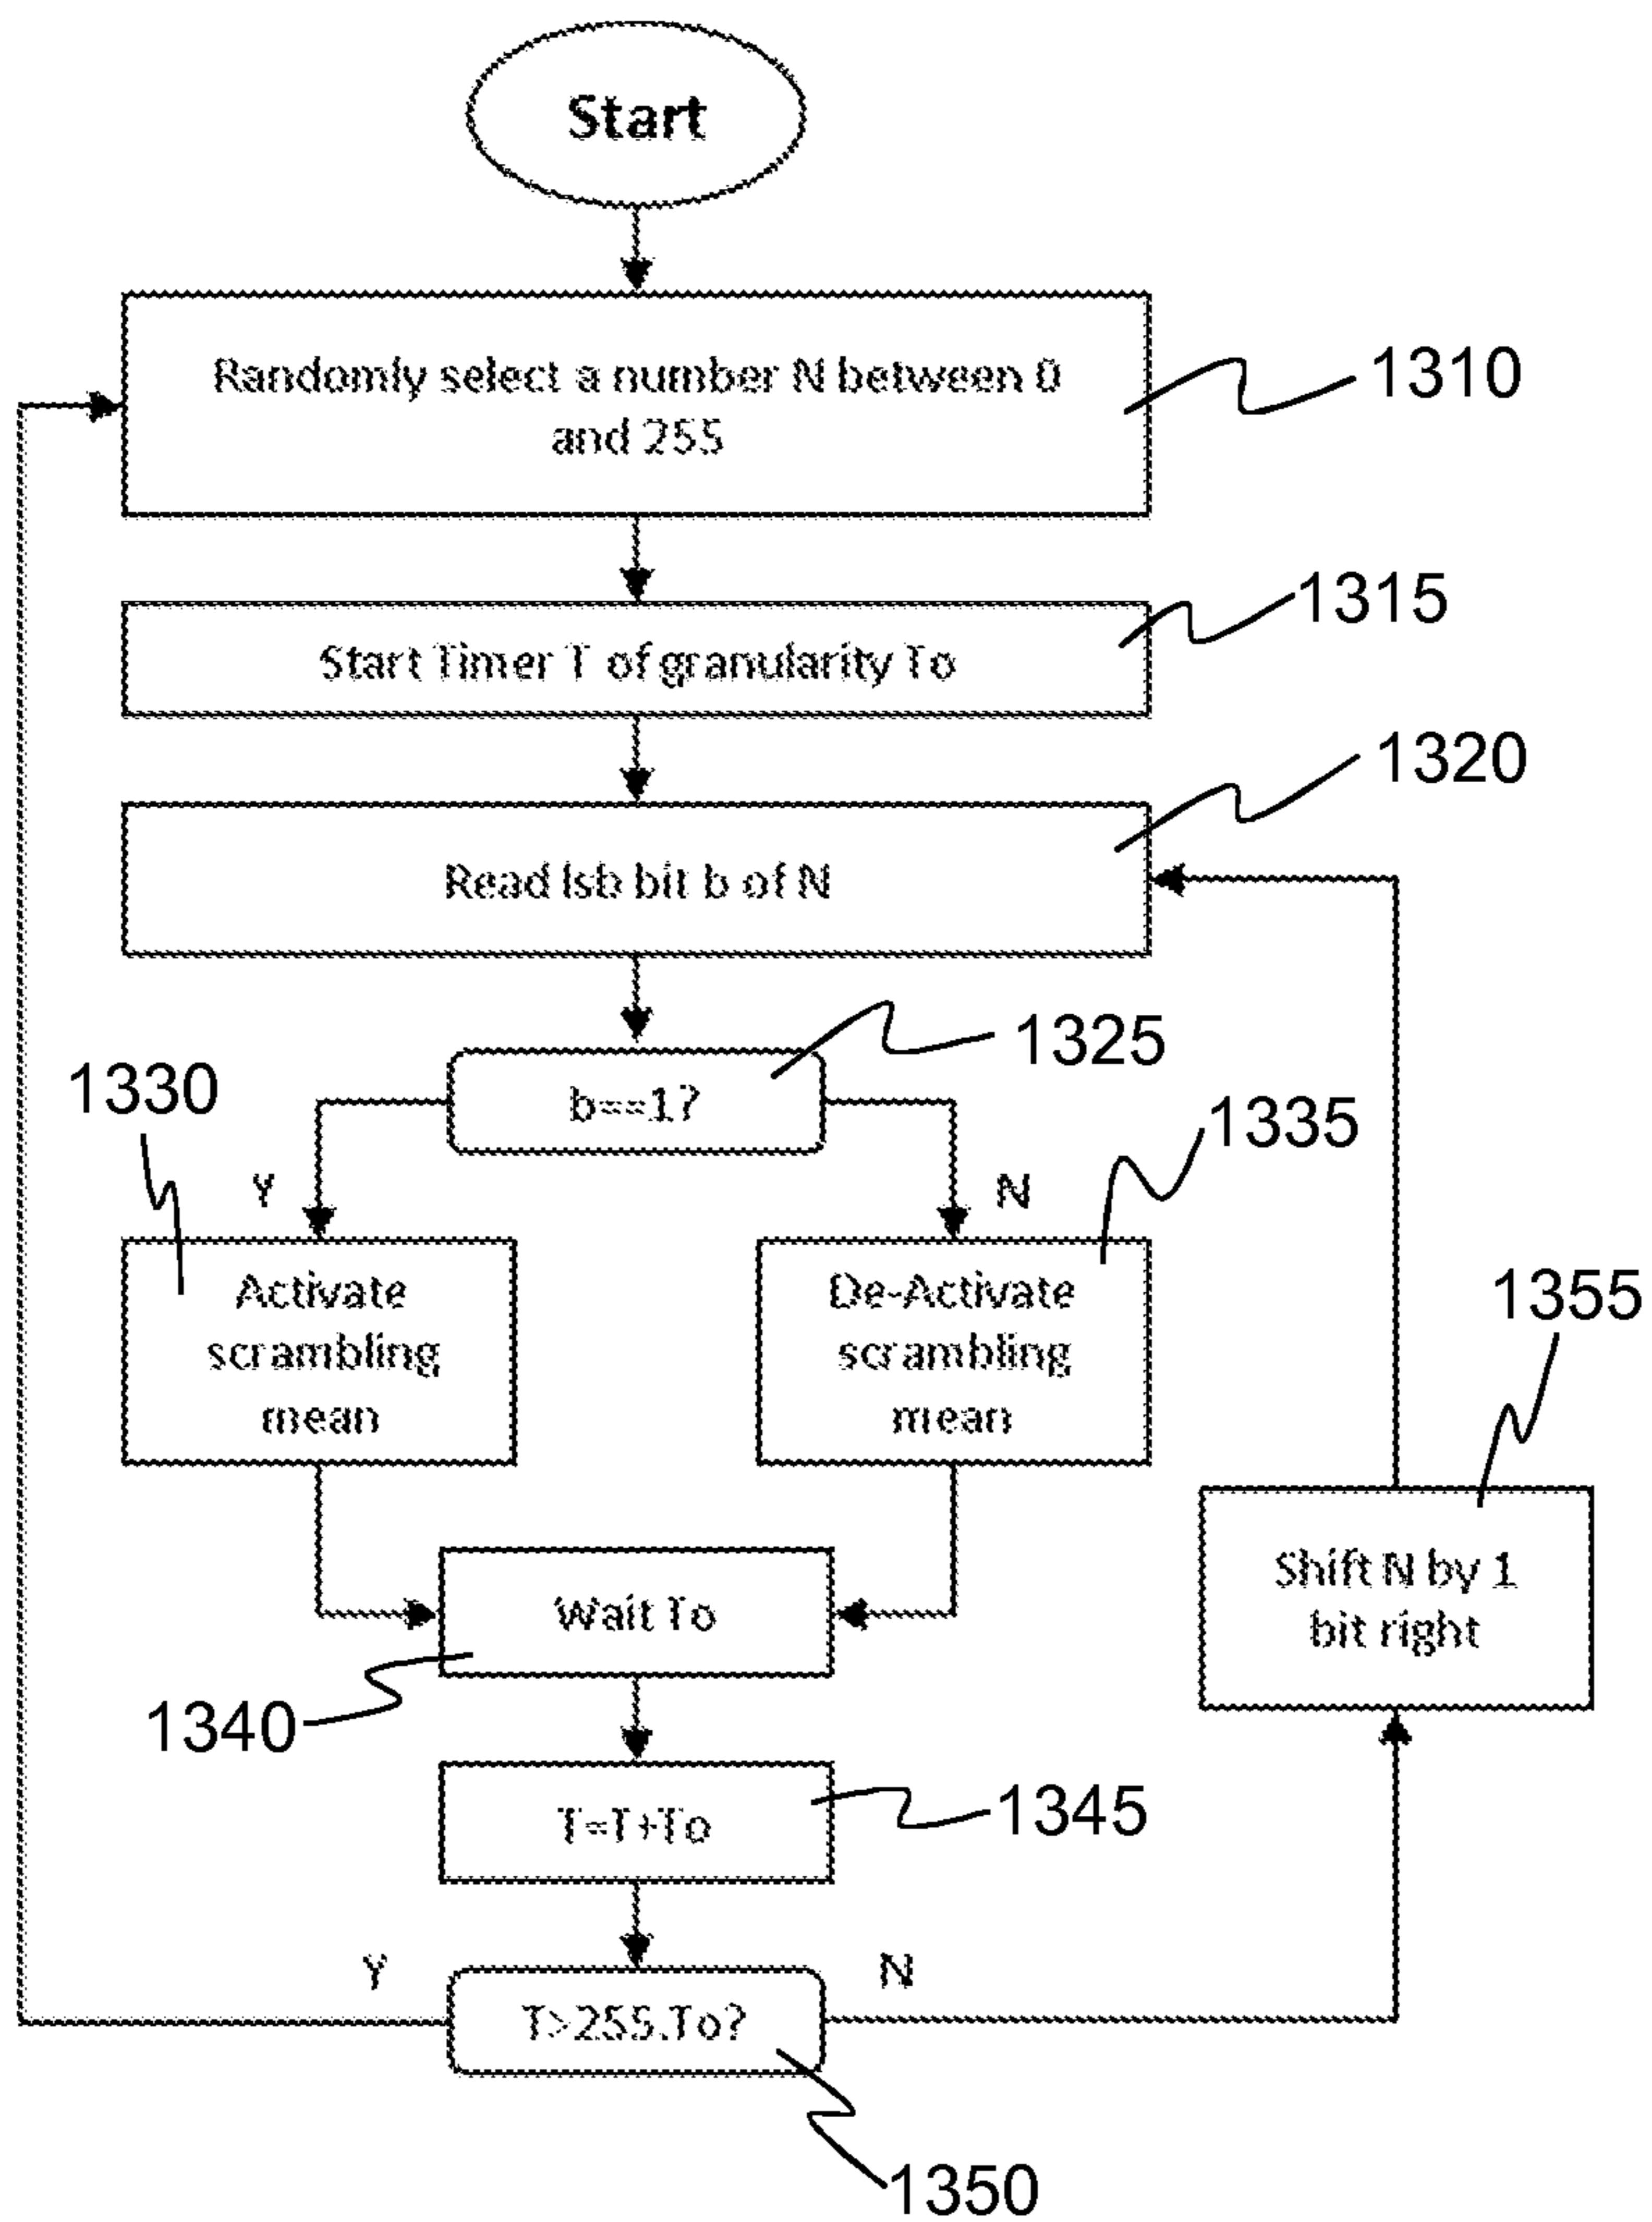 Start
Randomly select a number N between 0
and 255
1310
Start Timer T of granularity To
1315
Read lsb bit b of N
1320
b==1?
1325
1330
Y
N
1335
Activate
scrambling
mean
De-Activate
scrambling
mean
1355
Shift N by 1
bit right
Wait To
1340
T=T+To
1345
Y
N
T>255.To?
1350